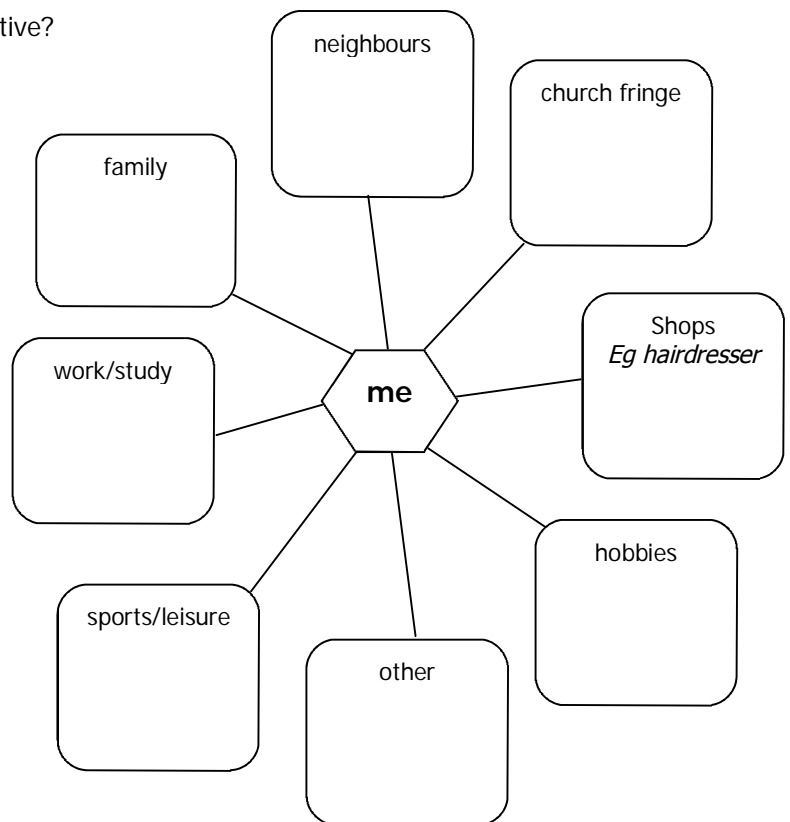 tive?
neighbours
church fringe
family
Shops
Eg hairdresser
work/study
me
hobbies
sports/leisure
other